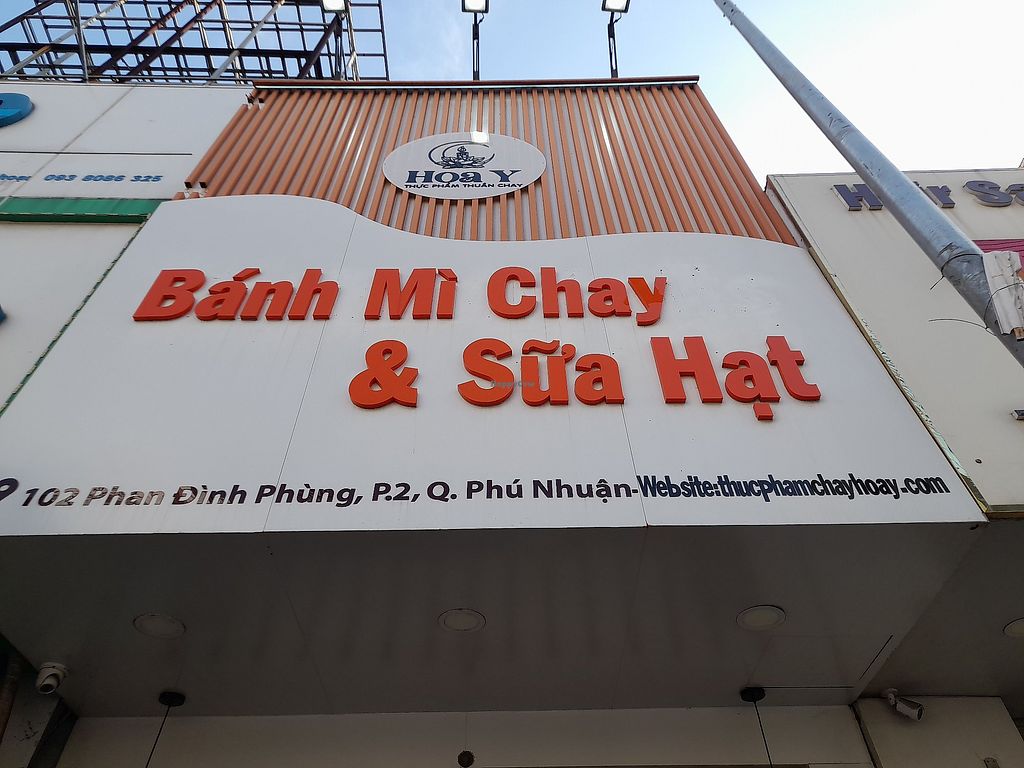 Hoa Y
THỰC PHẨM THUẦN CHAY
Bánh Mì Chay
& Sữa Hạt
102 Phan Đình Phùng, P.2, Q. Phú Nhuận-Website:thucphamchayhoay.com
093 8086 325